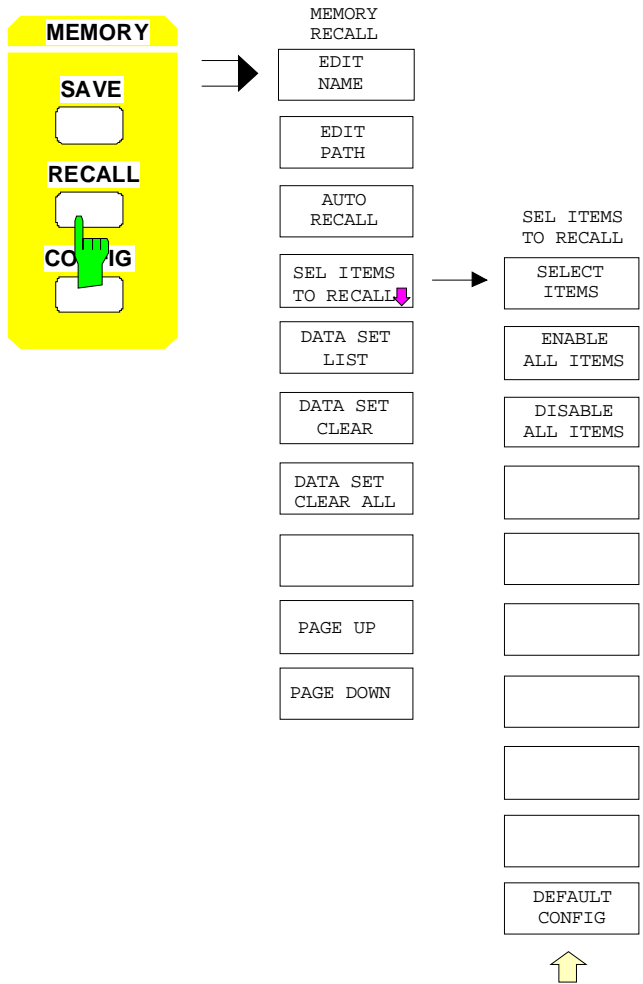 MEMORY
SAVE
RECALL
CONFIG
MEMORY
RECALL
EDIT
NAME
EDIT
PATH
AUTO
RECALL
SEL ITEMS
TO RECALL
DATA SET
LIST
DATA SET
CLEAR
DATA SET
CLEAR ALL
PAGE UP
PAGE DOWN
SEL ITEMS
TO RECALL
SELECT
ITEMS
ENABLE
ALL ITEMS
DISABLE
ALL ITEMS
DEFAULT
CONFIG